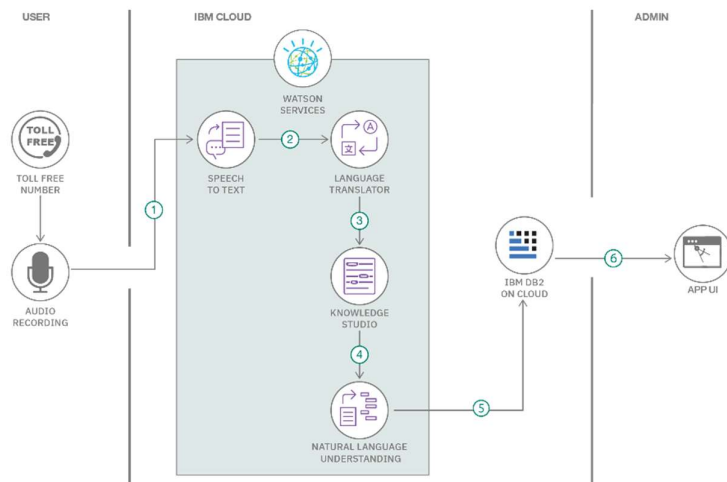 USER
IBM CLOUD
ADMIN
WATSON
SERVICES
TOLL
FREE
TOLL FREE
NUMBER
1
AUDIO
RECORDING
SPEECH
TO TEXT
2
A
文
LANGUAGE
TRANSLATOR
3
KNOWLEDGE
STUDIO
4
NATURAL LANGUAGE
UNDERSTANDING
5
IBM DB2
ON CLOUD
6
APP UI